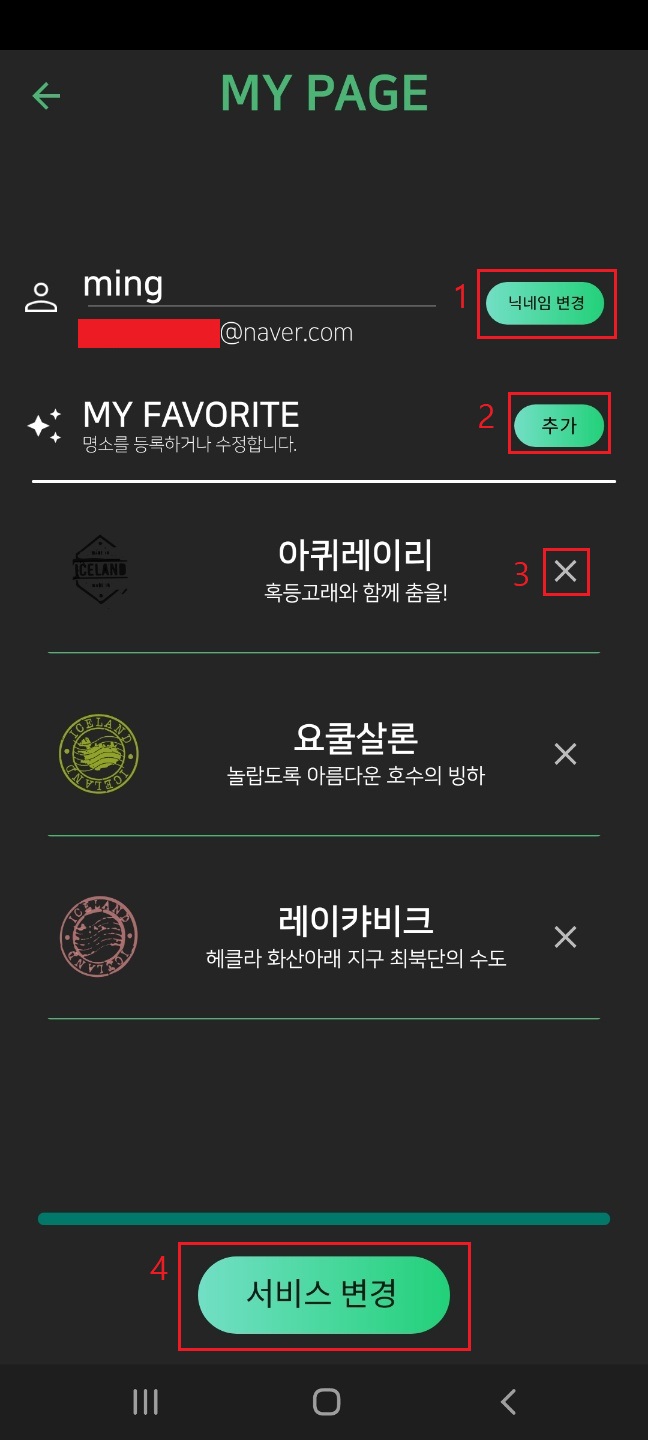 MY PAGE
ming
1
닉네임 변경
@naver.com
MY FAVORITE
2
추가
명소를 등록하거나 수정합니다.
ICELAND
아퀴레이리
3
혹등고래와 함께 춤을!
ICELAND
ICELAND
요쿨살론
놀랍도록 아름다운 호수의 빙하
ICELAND
ICELAND
레이캬비크
헤클라 화산아래 지구 최북단의 수도
4
서비스 변경